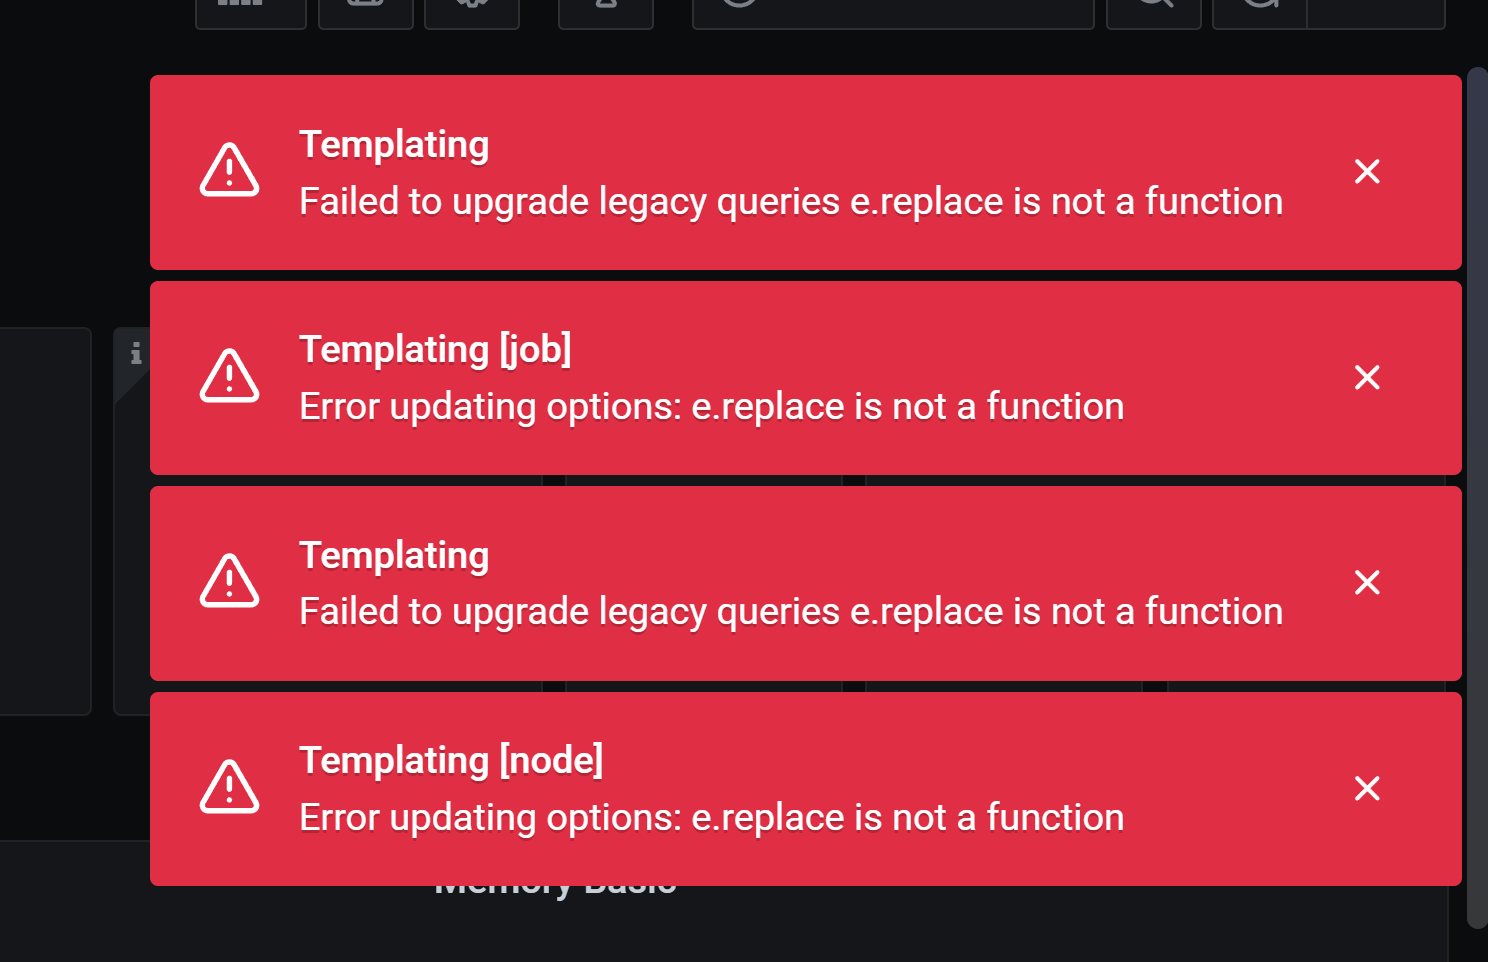 Templating
Failed to upgrade legacy queries e.replace is not a function
Templating [job]
Error updating options: e.replace is not a function
Templating
Failed to upgrade legacy queries e.replace is not a function
Templating [node]
Error updating options: e.replace is not a function
Memory Basic